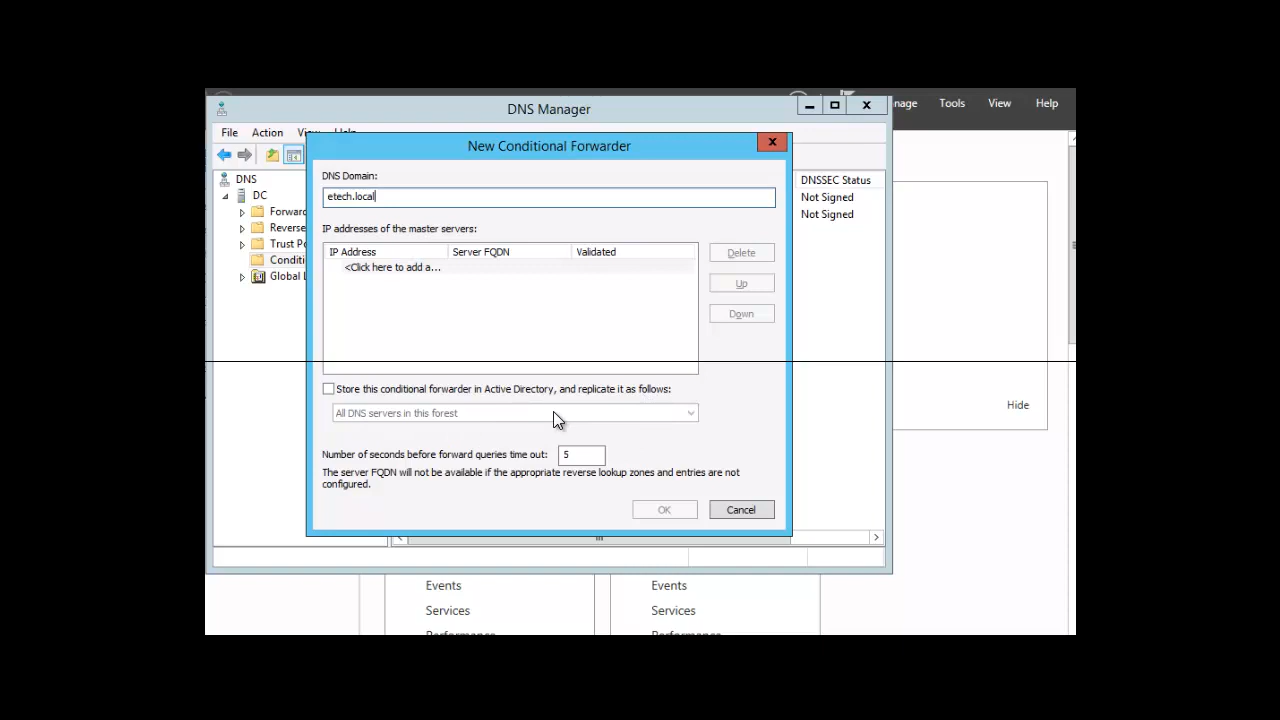 DNS Manager
nage Tools View Help
File Action Vi Help
New Conditional Forwarder
DNS Domain:
etech.local
DNS
DC
Forwar
Reverse
Trust Po
Conditi
Global L
DNSSEC Status
Not Signed
Not Signed
IP addresses of the master servers:
IP Address Server FQDN Validated
<Click here to add a...
Delete
Up
Down
Store this conditional forwarder in Active Directory, and replicate it as follows:
All DNS servers in this forest
Hide
Number of seconds before forward queries time out: 5
The server FQDN will not be available if the appropriate reverse lookup zones and entries are not
configured.
OK Cancel
Events Events
Services Services
Performance Performance